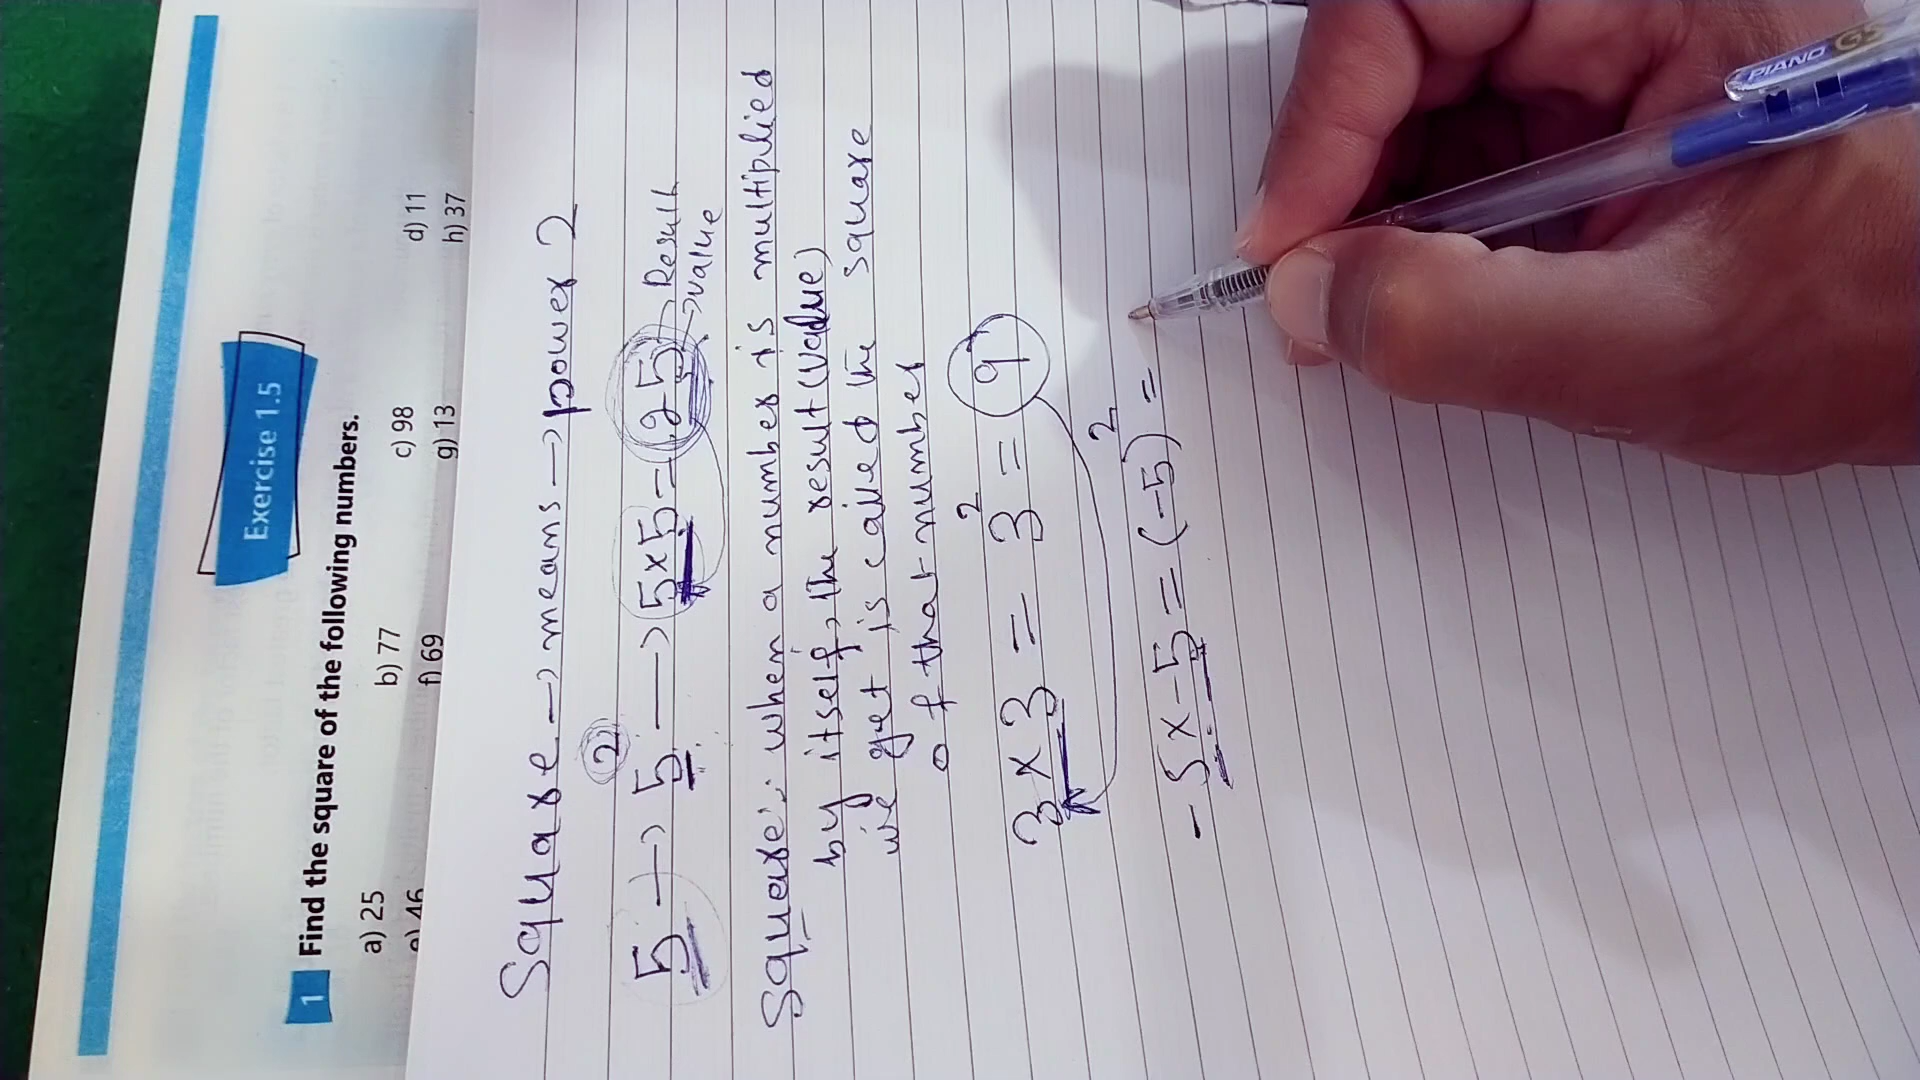 Exercise 1.5
1 Find the square of the following numbers.
a) 25 b) 77 c) 98 d) 11
e) 46 f) 69 g) 13 h) 37
Square → means → power 2
5 → 5² → 5×5 = 25 → Result
→ value
Square: when a number is multiplied
by itself, the result (value)
we get is called the square
of that number
3 × 3 = 3² = 9
-5 × -5 = (-5)² =
PIANO